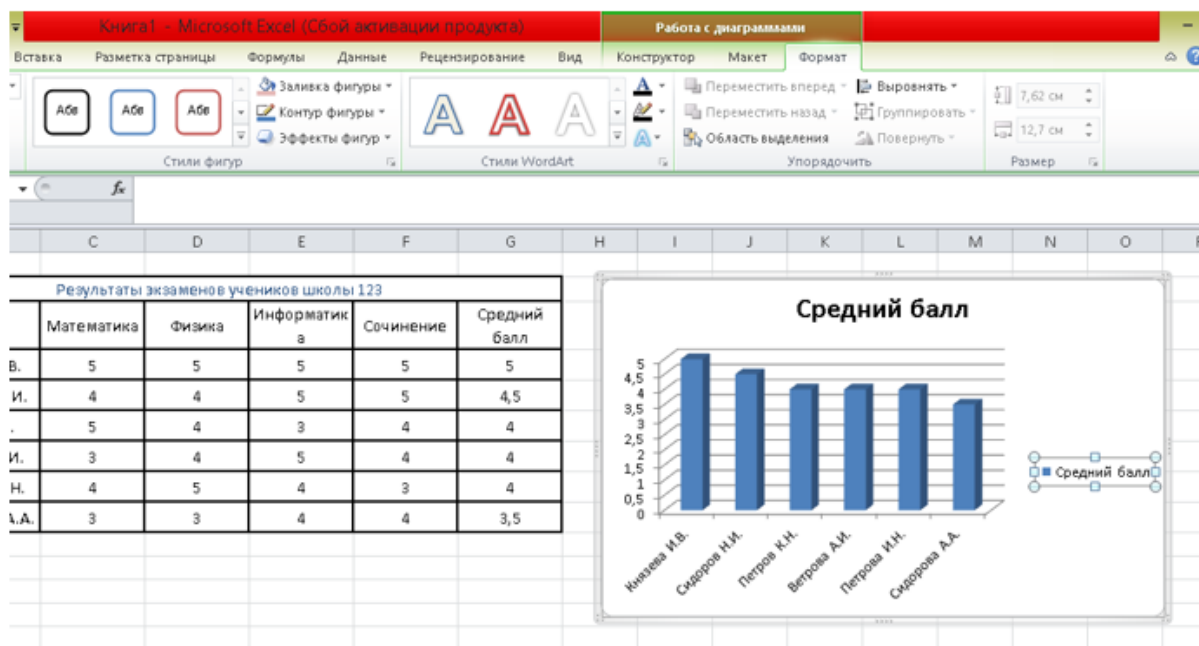 Книга1 - Microsoft Excel (Сбой активации продукта)
Работа с диаграммами
Вставка Разметка страницы Формулы Данные Рецензирование Вид Конструктор Макет Формат
Абв Абв Абв
Заливка фигуры
Контур фигуры
Эффекты фигур
Стили фигур
А А А
Стили WordArt
Переместить вперед
Переместить назад
Область выделения
Выровнять
Группировать
Повернуть
Упорядочить
7,62 см
12,7 см
Размер
fx
C D E F G H I J K L M N O
Результаты экзаменов учеников школы 123
Математика Физика Информатик
а Сочинение Средний
балл
В. 5 5 5 5 5
И. 4 4 5 5 4,5
. 5 4 3 4 4
И. 3 4 5 4 4
Н. 4 5 4 3 4
А.А. 3 3 4 4 3,5
Средний балл
5
4,5
4
3,5
3
2,5
2
1,5
1
0,5
0
Князева И.В.
Сидоров Н.И.
Петров К.Н.
Ветрова А.И.
Петрова И.Н.
Сидорова А.А.
Средний балл